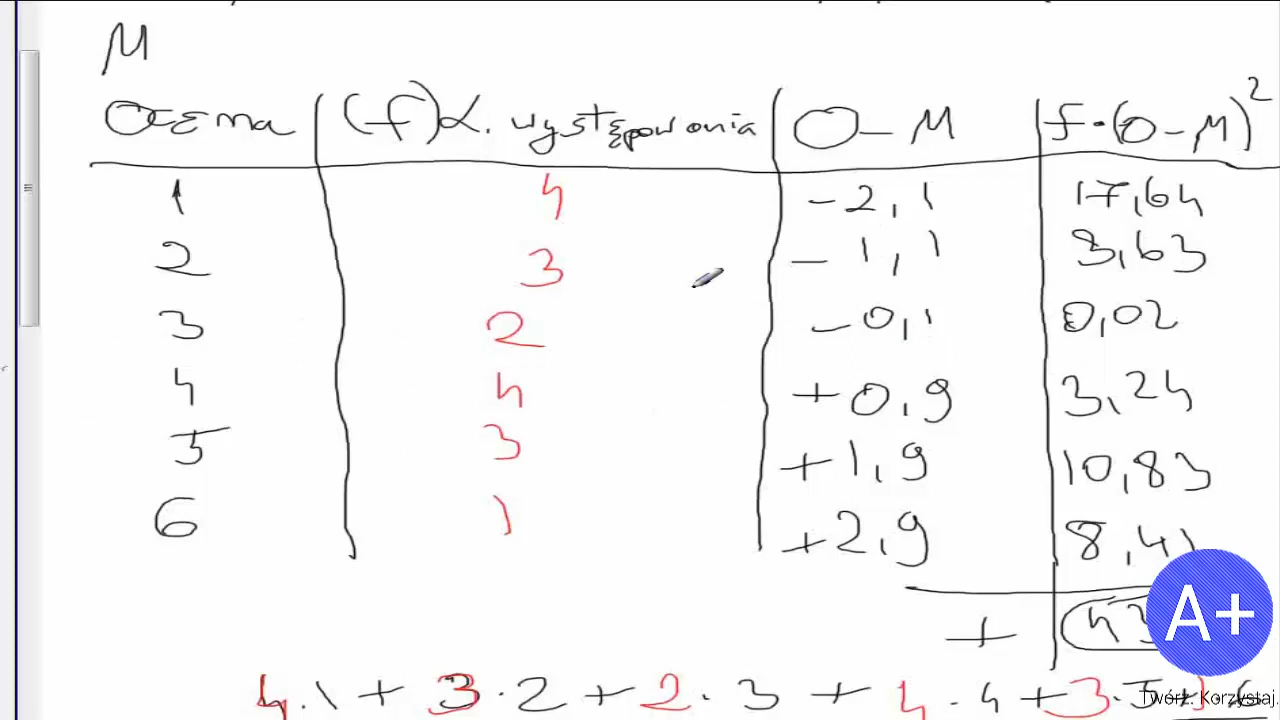 M
Ocena (f) L. występowania O - M f·(O - M)²
1 4 -2,1 17,64
2 3 -1,1 3,63
3 2 -0,1 0,02
4 4 +0,9 3,24
5 3 +1,9 10,83
6 1 +2,9 8,41
+ 43
4·1 + 3·2 + 2·3 + 4·4 + 3·5 +
A+
Twórz. Korzystaj.